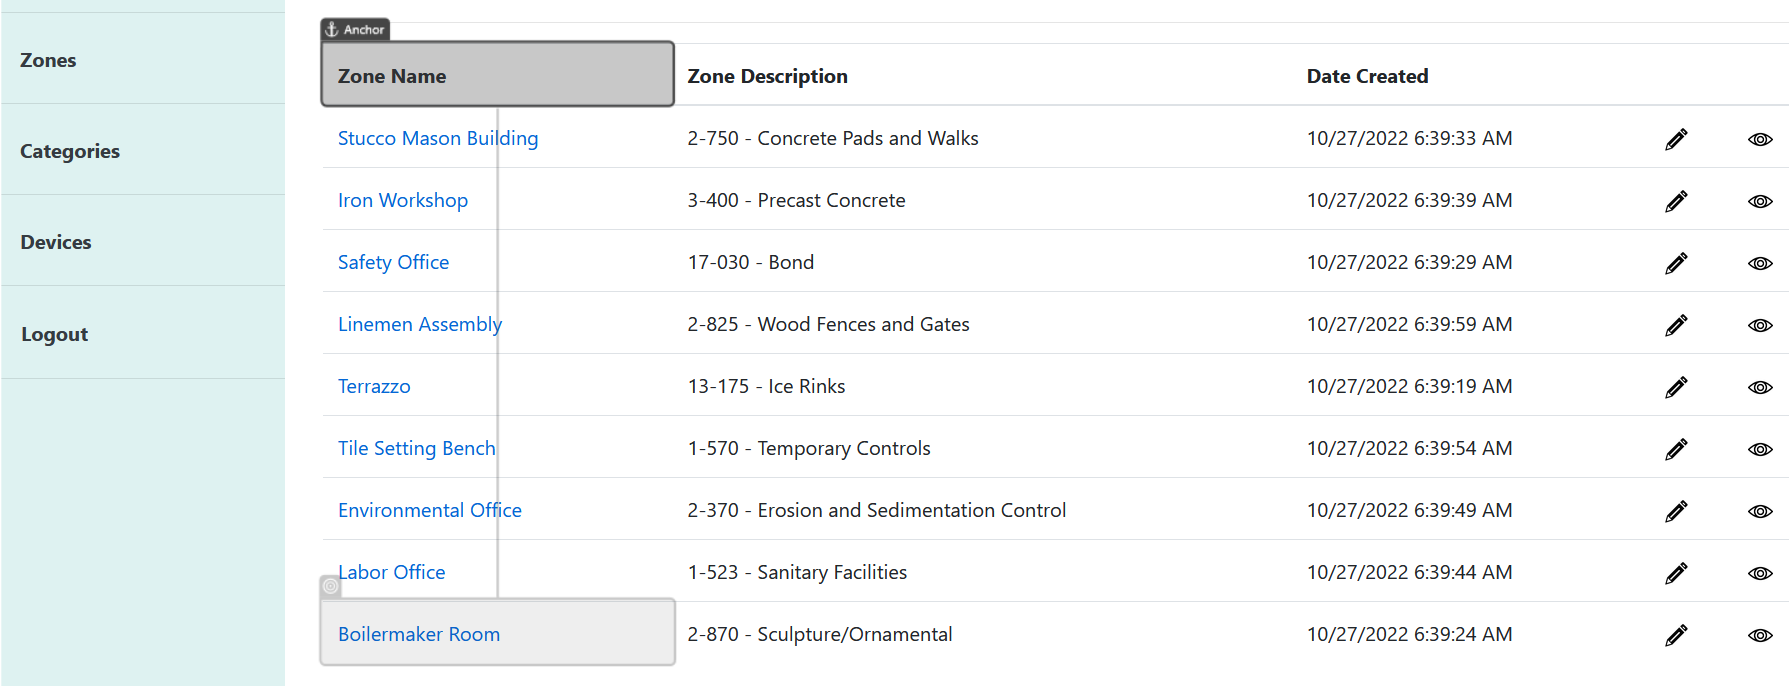 Anchor
Zones
Categories
Devices
Logout
Zone Name Zone Description Date Created
Stucco Mason Building 2-750 - Concrete Pads and Walks 10/27/2022 6:39:33 AM
Iron Workshop 3-400 - Precast Concrete 10/27/2022 6:39:39 AM
Safety Office 17-030 - Bond 10/27/2022 6:39:29 AM
Linemen Assembly 2-825 - Wood Fences and Gates 10/27/2022 6:39:59 AM
Terrazzo 13-175 - Ice Rinks 10/27/2022 6:39:19 AM
Tile Setting Bench 1-570 - Temporary Controls 10/27/2022 6:39:54 AM
Environmental Office 2-370 - Erosion and Sedimentation Control 10/27/2022 6:39:49 AM
Labor Office 1-523 - Sanitary Facilities 10/27/2022 6:39:44 AM
Boilermaker Room 2-870 - Sculpture/Ornamental 10/27/2022 6:39:24 AM